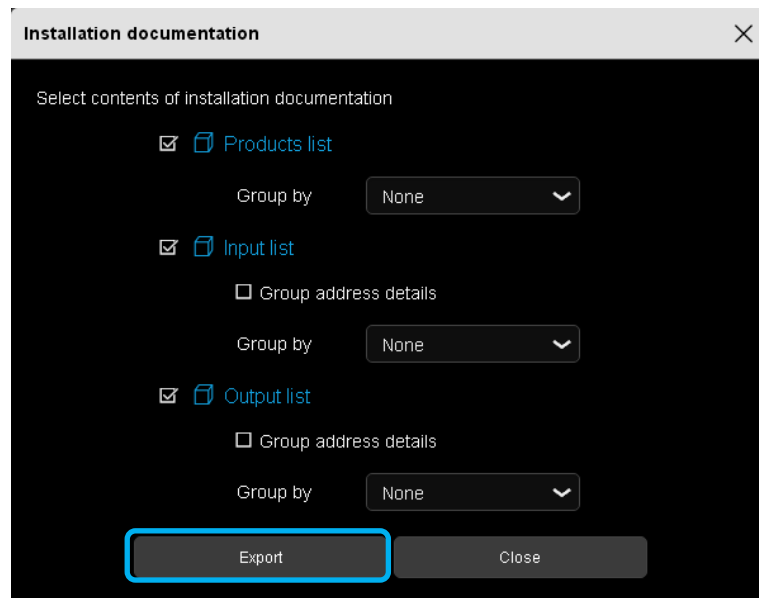 Installation documentation
Select contents of installation documentation
Products list
Group by None
Input list
Group address details
Group by None
Output list
Group address details
Group by None
Export Close